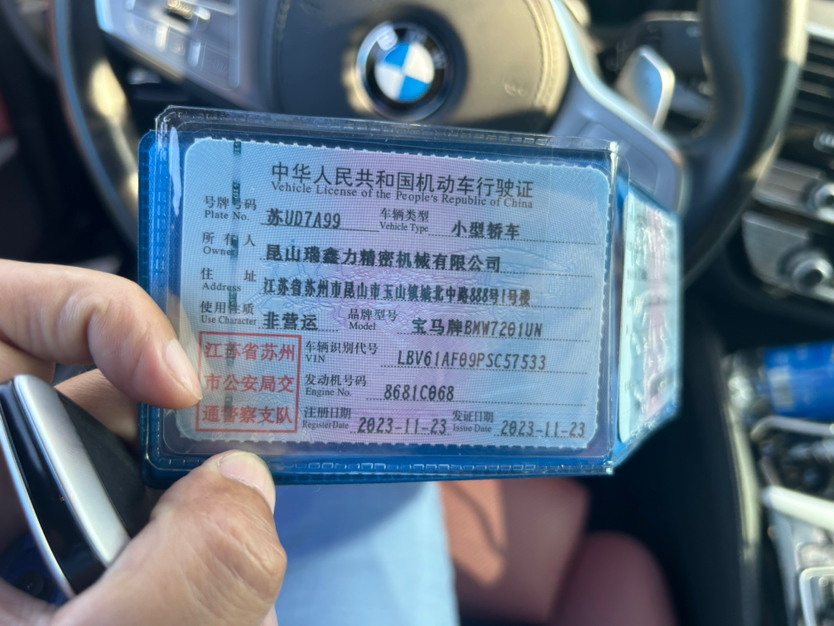 中华人民共和国机动车行驶证
Vehicle License of the People's Republic of China
号牌号码 苏UD7A99 车辆类型 小型轿车
Plate No. Vehicle Type
所有人 昆山瑞鑫力精密机械有限公司
Owner
住址 江苏省苏州市昆山市玉山镇城北中路888号1号楼
Address
使用性质 非营运 品牌型号 宝马牌BMW7201UN
Use Character Model
江苏省苏州
市公安局交
通警察支队
车辆识别代号 LBV61AF09PSC57533
VIN
发动机号码 8681C068
Engine No.
注册日期 2023-11-23 发证日期 2023-11-23
Register Date Issue Date